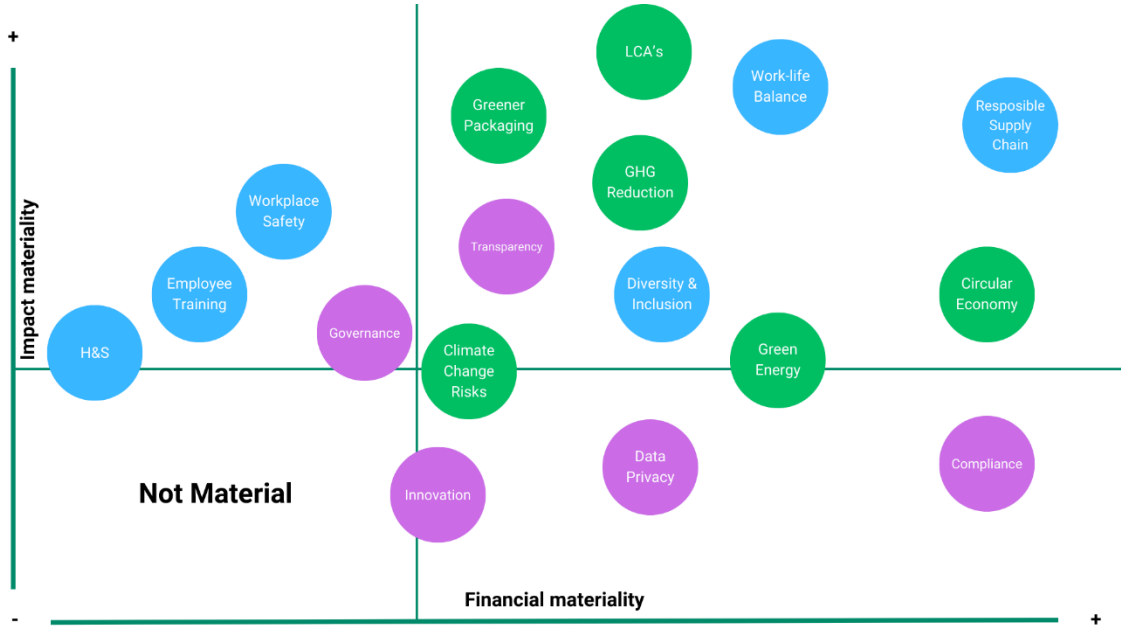 +
LCA's
Work-life
Balance
Greener
Packaging
Resposible
Supply
Chain
GHG
Reduction
Workplace
Safety
Transparency
Impact materiality
Employee
Training
Diversity &
Inclusion
Circular
Economy
Governance
H&S
Climate
Change
Risks
Green
Energy
Data
Privacy
Compliance
Not Material
Innovation
Financial materiality
-
+